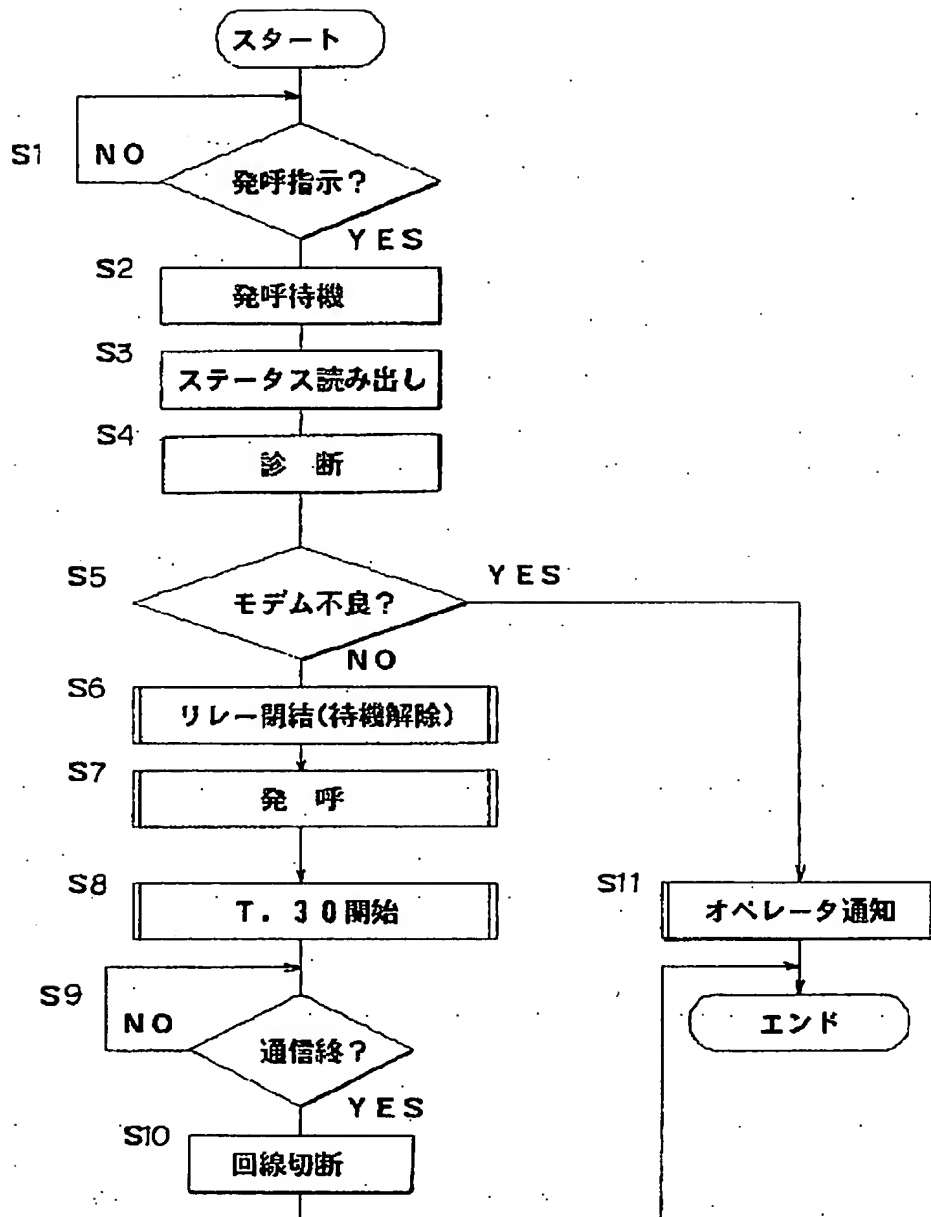 スタート
S1
NO
発呼指示?
YES
S2
発呼待機
S3
ステータス読み出し
S4
診 断
S5
モデム不良?
YES
NO
S6
リレー閉結(待機解除)
S7
発 呼
S8
T.30開始
S11
オペレータ通知
S9
NO
通信終?
エンド
YES
S10
回線切断